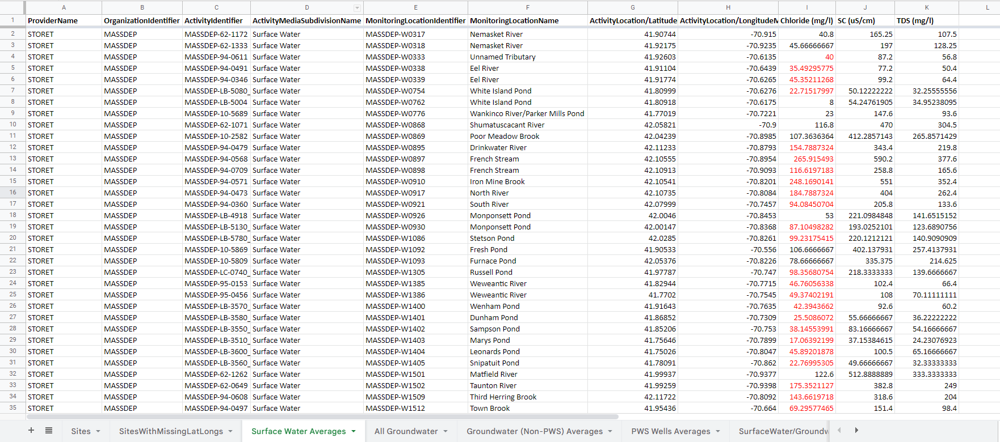 A B C D E F G H I J K L
1 ProviderName OrganizationIdentifier ActivityIdentifier ActivityMediaSubdivisionName MonitoringLocationIdentifier MonitoringLocationName ActivityLocation/Latitude ActivityLocation/LongitudeM Chloride (mg/l) SC (uS/cm) TDS (mg/l)
2 STORET MASSDEP MASSDEP-62-1172 Surface Water MASSDEP-W0317 Nemasket River 41.90744 -70.915 40.8 165.25 107.5
3 STORET MASSDEP MASSDEP-62-1333 Surface Water MASSDEP-W0318 Nemasket River 41.92175 -70.9235 45.66666667 197 128.25
4 STORET MASSDEP MASSDEP-94-0611 Surface Water MASSDEP-W0333 Unnamed Tributary 41.92603 -70.6135 40 87.2 56.8
5 STORET MASSDEP MASSDEP-94-0491 Surface Water MASSDEP-W0338 Eel River 41.91104 -70.6439 35.49295775 77.2 50.4
6 STORET MASSDEP MASSDEP-94-0346 Surface Water MASSDEP-W0339 Eel River 41.91774 -70.6265 45.35211268 99.2 64.4
7 STORET MASSDEP MASSDEP-LB-5080_ Surface Water MASSDEP-W0754 White Island Pond 41.80999 -70.6276 22.71517997 50.12222222 32.25555556
8 STORET MASSDEP MASSDEP-LB-5004 Surface Water MASSDEP-W0762 White Island Pond 41.80918 -70.6175 8 54.24761905 34.95238095
9 STORET MASSDEP MASSDEP-10-5689 Surface Water MASSDEP-W0776 Wankinco River/Parker Mills Pond 41.77019 -70.7221 23 147.6 93.6
10 STORET MASSDEP MASSDEP-62-1071 Surface Water MASSDEP-W0868 Shumatuscacant River 42.05821 -70.9 116.8 470 304.5
11 STORET MASSDEP MASSDEP-10-2582 Surface Water MASSDEP-W0869 Poor Meadow Brook 42.04239 -70.8985 107.3636364 412.2857143 265.8571429
12 STORET MASSDEP MASSDEP-94-0479 Surface Water MASSDEP-W0895 Drinkwater River 42.11233 -70.8793 154.7887324 343.4 219.8
13 STORET MASSDEP MASSDEP-94-0568 Surface Water MASSDEP-W0897 French Stream 42.10555 -70.8954 265.915493 590.2 377.6
14 STORET MASSDEP MASSDEP-94-0709 Surface Water MASSDEP-W0898 French Stream 42.10913 -70.9093 116.6197183 258.8 165.6
15 STORET MASSDEP MASSDEP-94-0571 Surface Water MASSDEP-W0910 Iron Mine Brook 42.10541 -70.8201 248.1690141 551 352.4
16 STORET MASSDEP MASSDEP-94-0473 Surface Water MASSDEP-W0917 North River 42.10735 -70.8084 184.7887324 404 262.4
17 STORET MASSDEP MASSDEP-94-0360 Surface Water MASSDEP-W0921 South River 42.07999 -70.7457 94.08450704 205.8 133.6
18 STORET MASSDEP MASSDEP-LB-4918 Surface Water MASSDEP-W0926 Monponsett Pond 42.0046 -70.8453 53 221.0984848 141.6515152
19 STORET MASSDEP MASSDEP-LB-5130_ Surface Water MASSDEP-W0930 Monponsett Pond 42.00147 -70.8368 87.10498282 193.0252101 123.6890756
20 STORET MASSDEP MASSDEP-LB-5780_ Surface Water MASSDEP-W1086 Stetson Pond 42.0285 -70.8261 99.23175415 220.1212121 140.9090909
21 STORET MASSDEP MASSDEP-10-5869 Surface Water MASSDEP-W1092 Fresh Pond 41.90533 -70.556 106.6666667 402.137931 257.4137931
22 STORET MASSDEP MASSDEP-10-5809 Surface Water MASSDEP-W1093 Furnace Pond 42.05376 -70.8226 78.66666667 335.375 214.625
23 STORET MASSDEP MASSDEP-LC-0740_ Surface Water MASSDEP-W1305 Russell Pond 41.97787 -70.747 98.35680754 218.3333333 139.6666667
24 STORET MASSDEP MASSDEP-95-0153 Surface Water MASSDEP-W1385 Weweantic River 41.82944 -70.7715 46.76056338 102.4 66.4
25 STORET MASSDEP MASSDEP-95-0456 Surface Water MASSDEP-W1386 Weweantic River 41.7702 -70.7545 49.37402191 108 70.11111111
26 STORET MASSDEP MASSDEP-LB-3570_ Surface Water MASSDEP-W1400 Wenham Pond 41.91643 -70.7635 42.3943662 92.6 60.2
27 STORET MASSDEP MASSDEP-LB-3580_ Surface Water MASSDEP-W1401 Dunham Pond 41.86852 -70.7309 25.5086072 55.66666667 36.22222222
28 STORET MASSDEP MASSDEP-LB-3550_ Surface Water MASSDEP-W1402 Sampson Pond 41.85206 -70.753 38.14553991 83.16666667 54.16666667
29 STORET MASSDEP MASSDEP-LB-3510_ Surface Water MASSDEP-W1403 Marys Pond 41.75646 -70.7899 17.06392199 37.15384615 24.23076923
30 STORET MASSDEP MASSDEP-LB-3600_ Surface Water MASSDEP-W1404 Leonards Pond 41.75026 -70.8047 45.89201878 100.5 65.16666667
31 STORET MASSDEP MASSDEP-LB-3560_ Surface Water MASSDEP-W1405 Snipatuit Pond 41.78091 -70.862 22.76995305 49.66666667 32.33333333
32 STORET MASSDEP MASSDEP-62-1262 Surface Water MASSDEP-W1501 Matfield River 41.99937 -70.9377 122.6 512.8888889 333.3333333
33 STORET MASSDEP MASSDEP-62-0649 Surface Water MASSDEP-W1502 Taunton River 41.99259 -70.9398 175.3521127 382.8 249
34 STORET MASSDEP MASSDEP-94-0608 Surface Water MASSDEP-W1509 Third Herring Brook 42.11722 -70.8092 143.6619718 318.6 204
35 STORET MASSDEP MASSDEP-94-0497 Surface Water MASSDEP-W1512 Town Brook 41.95436 -70.664 69.29577465 151.4 98.4
Sites SitesWithMissingLatLongs Surface Water Averages All Groundwater Groundwater (Non-PWS) Averages PWS Wells Averages SurfaceWater/Groundw